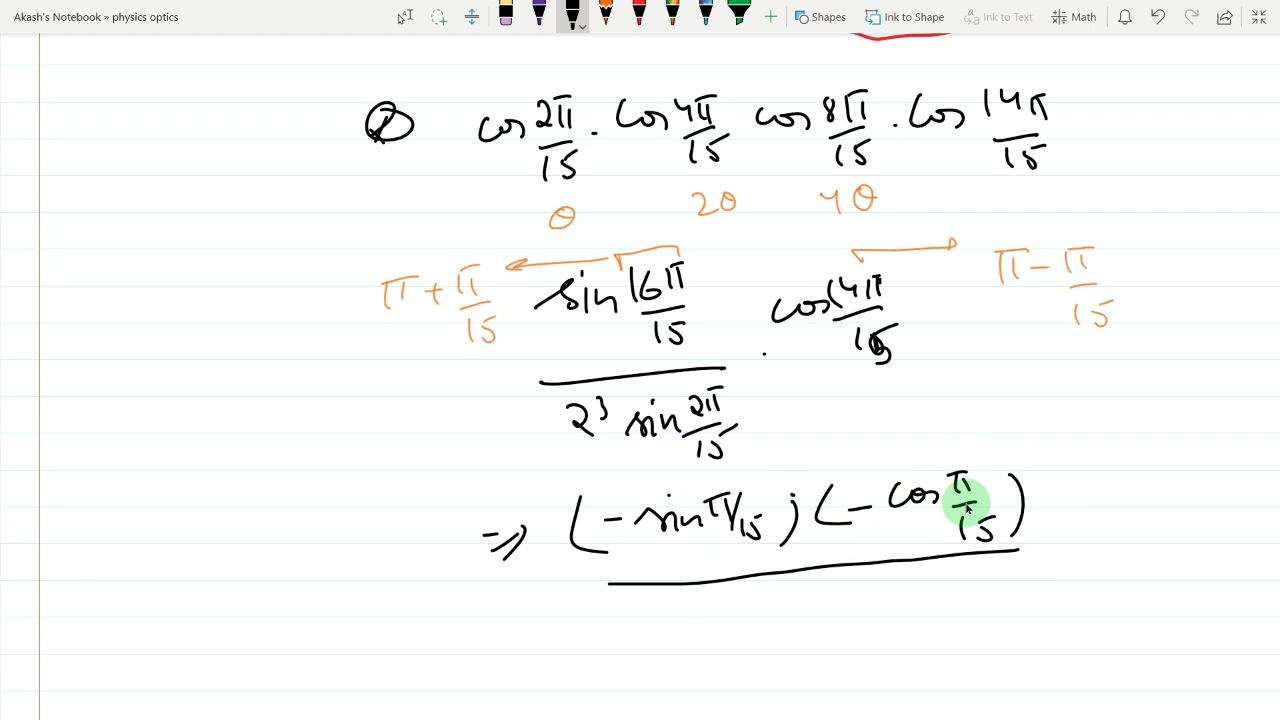 Akash's Notebook » physics optics
Shapes Ink to Shape Ink to Text Math
cos 2π/15 . cos 4π/15 cos 8π/15 . cos 14π/15
θ 2θ 4θ
π + π/15 sin 16π/15 . cos 14π/15 π - π/15
2³ sin 2π/15
⇒ (- sin π/15) (- cos π/15)